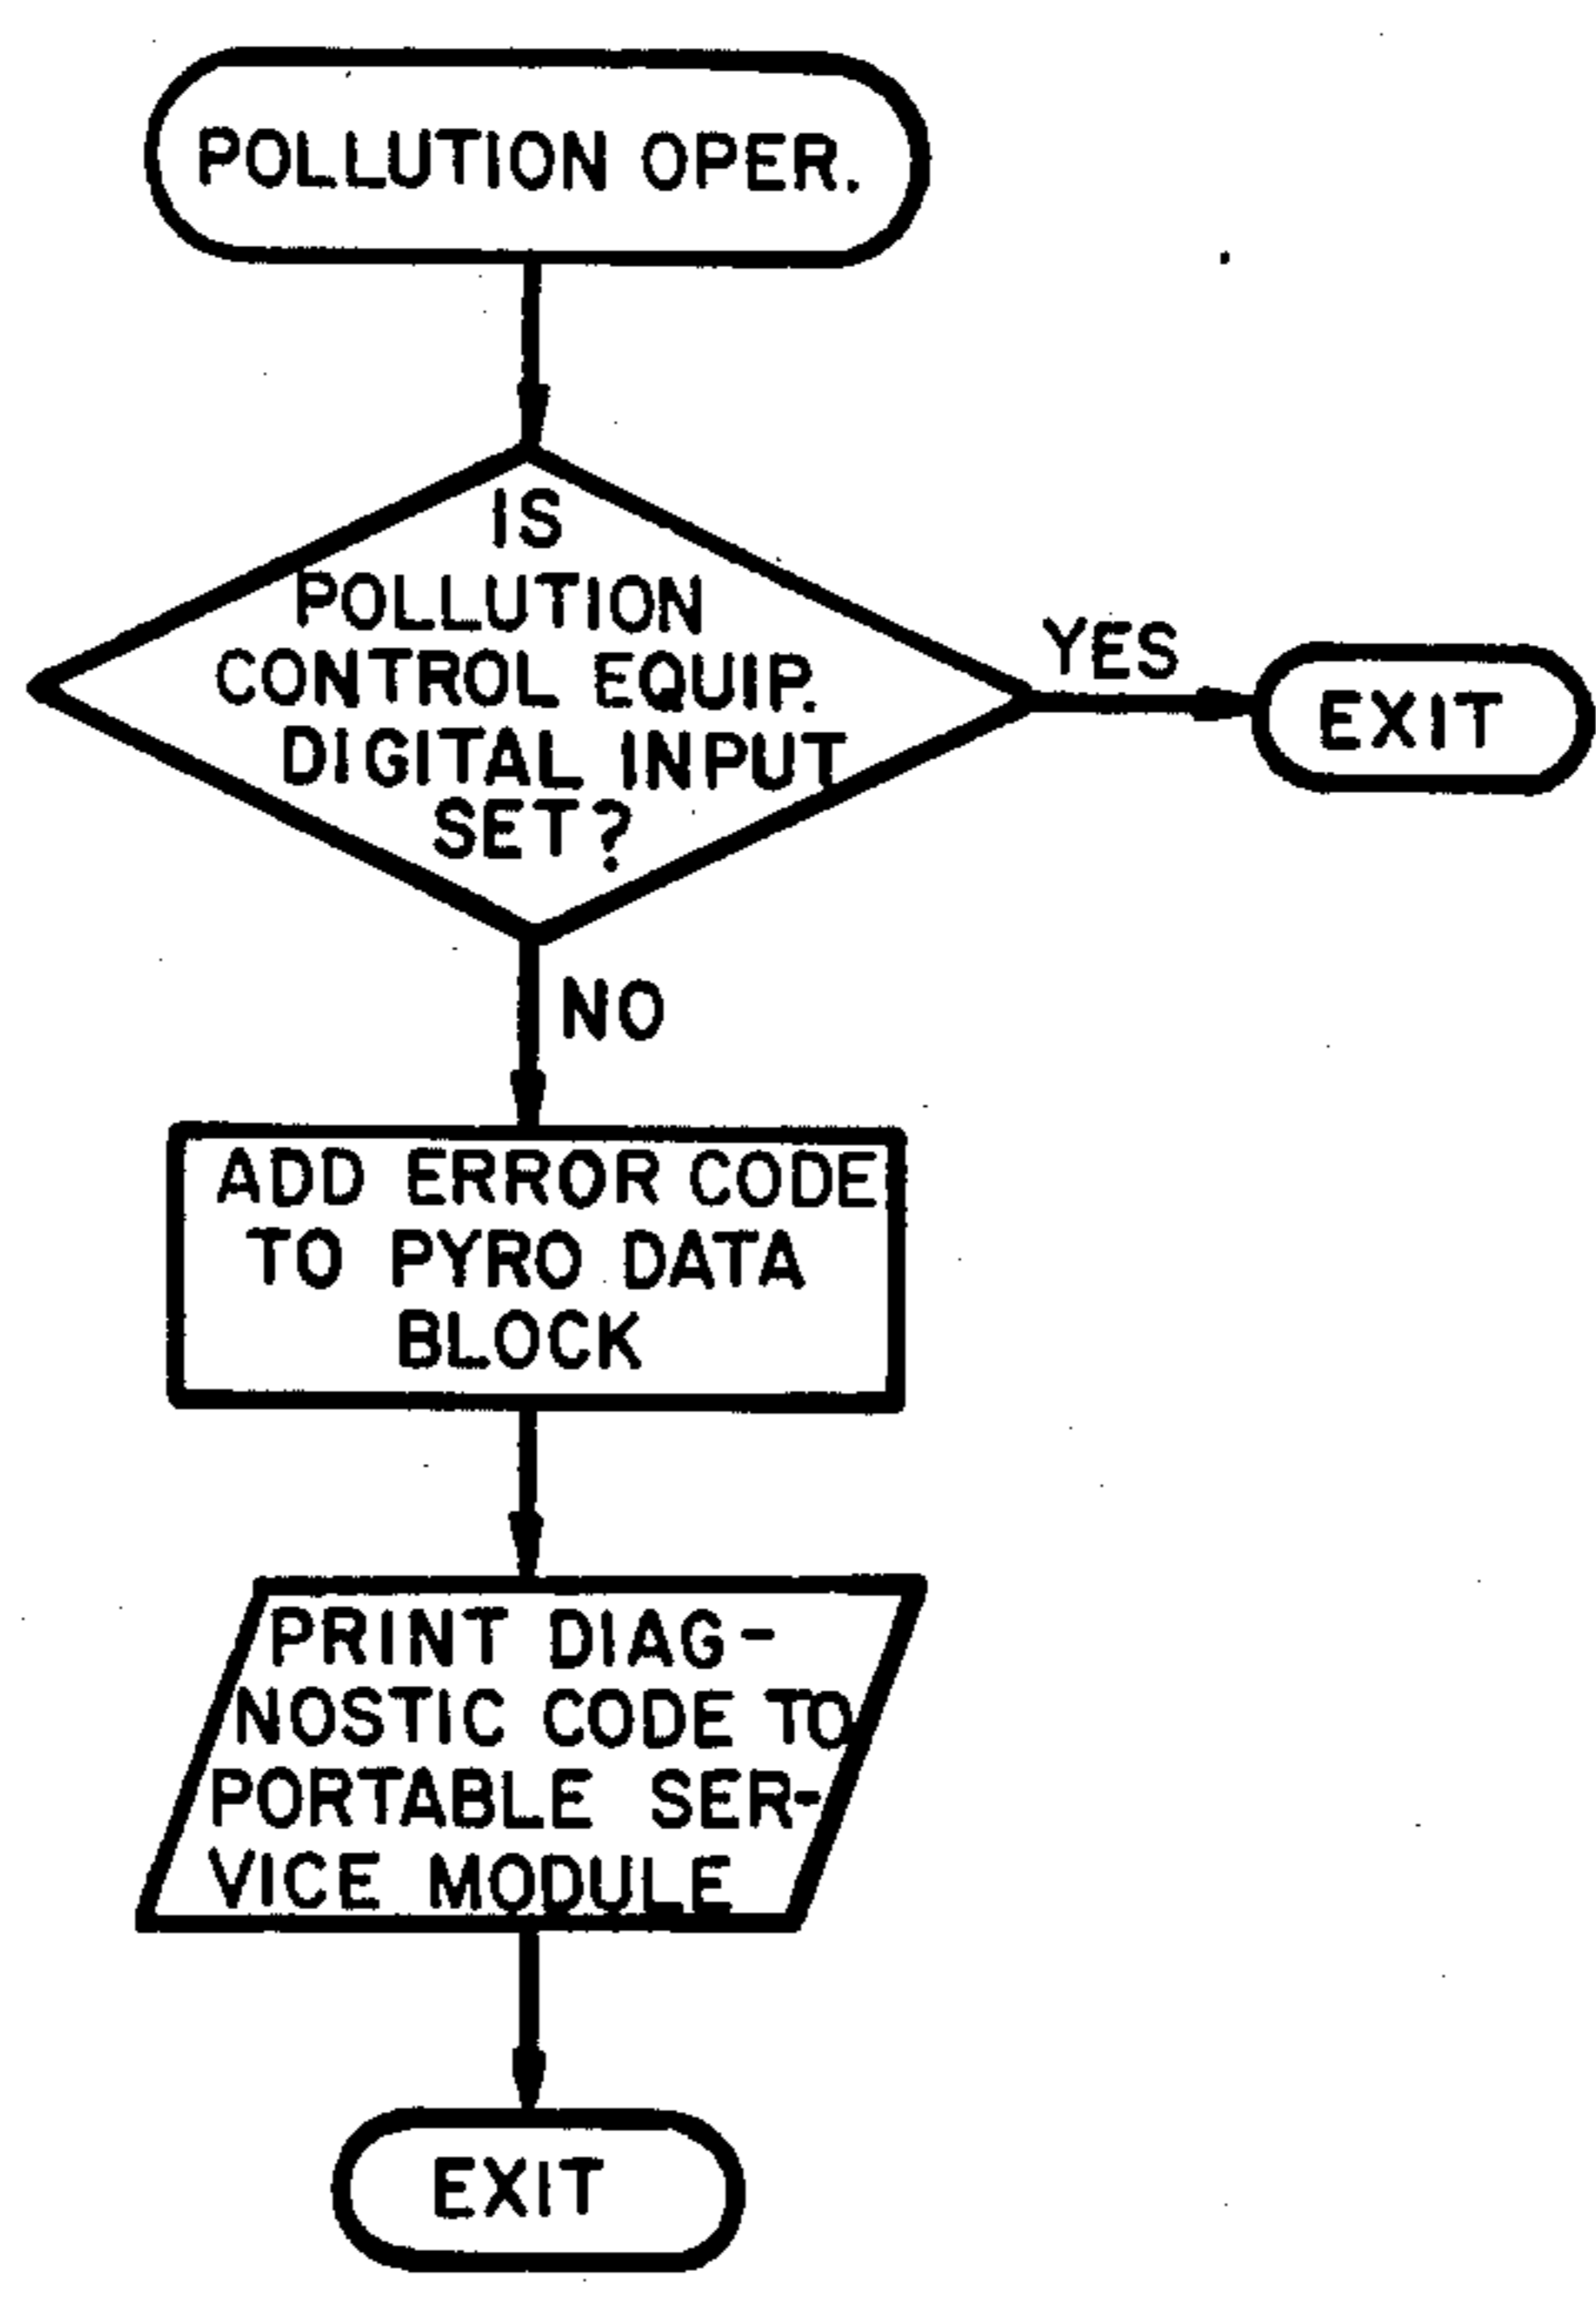 POLLUTION OPER.
IS
POLLUTION
CONTROL EQUIP.
DIGITAL INPUT
SET?
YES
EXIT
NO
ADD ERROR CODE
TO PYRO DATA
BLOCK
PRINT DIAG-
NOSTIC CODE TO
PORTABLE SER-
VICE MODULE
EXIT